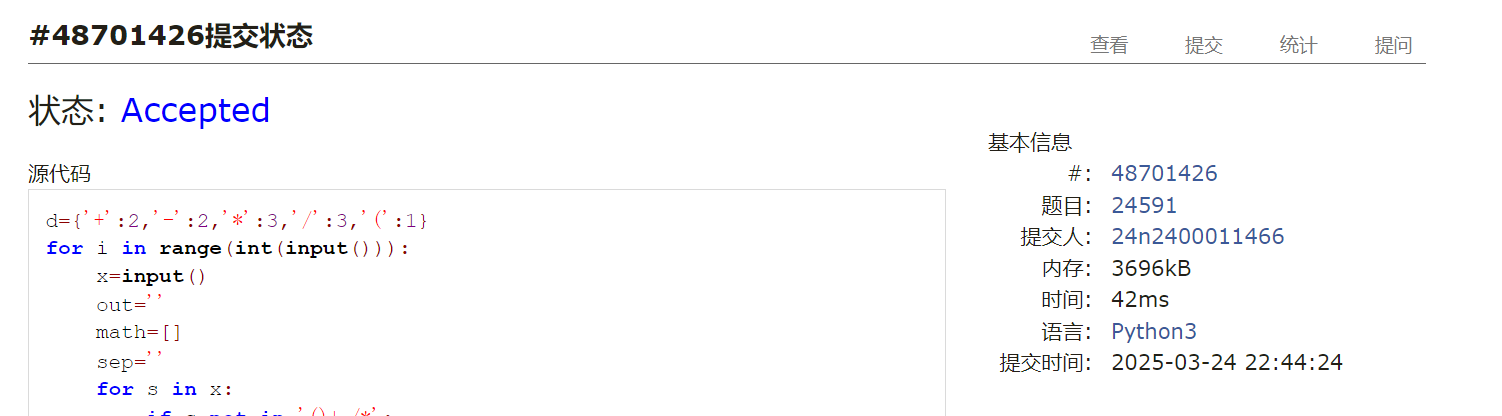 #48701426提交状态
查看 提交 统计 提问
状态: Accepted
源代码
d={'+':2,'-':2,'*':3,'/':3,'(':1}
for i in range(int(input())):
    x=input()
    out=''
    math=[]
    sep=''
    for s in x:
        if s not in
基本信息
#: 48701426
题目: 24591
提交人: 24n2400011466
内存: 3696kB
时间: 42ms
语言: Python3
提交时间: 2025-03-24 22:44:24